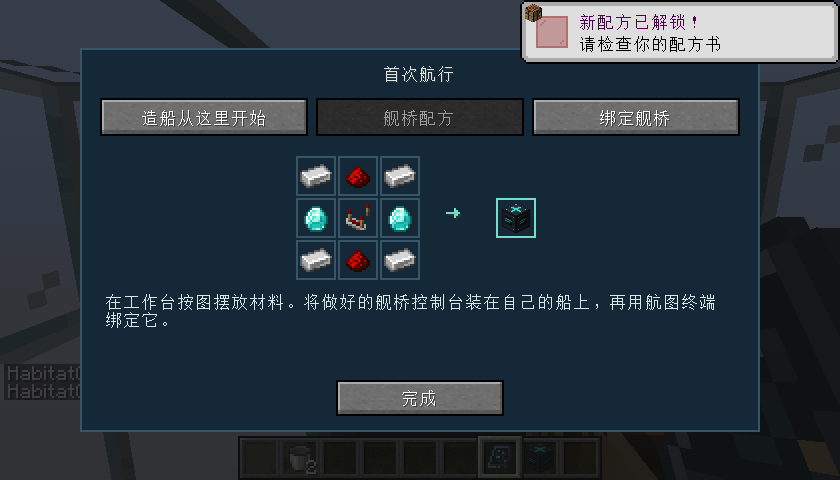 新配方已解锁！
请检查你的配方书
首次航行
造船从这里开始
舰桥配方
绑定舰桥
在工作台按图摆放材料。将做好的舰桥控制台装在自己的船上，再用航图终端
绑定它。
Habitat
Habitat
完成
2